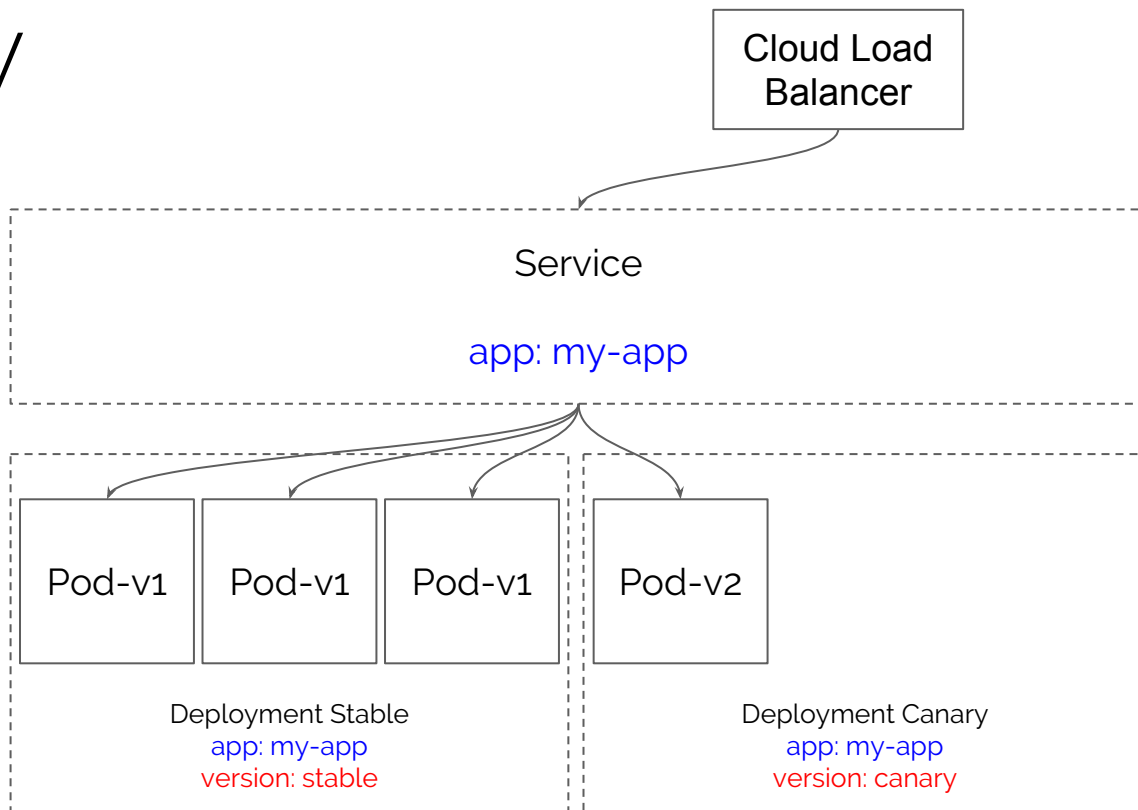 y
Cloud Load
Balancer
Service
app: my-app
Pod-v1
Pod-v1
Pod-v1
Pod-v2
Deployment Stable
app: my-app
version: stable
Deployment Canary
app: my-app
version: canary